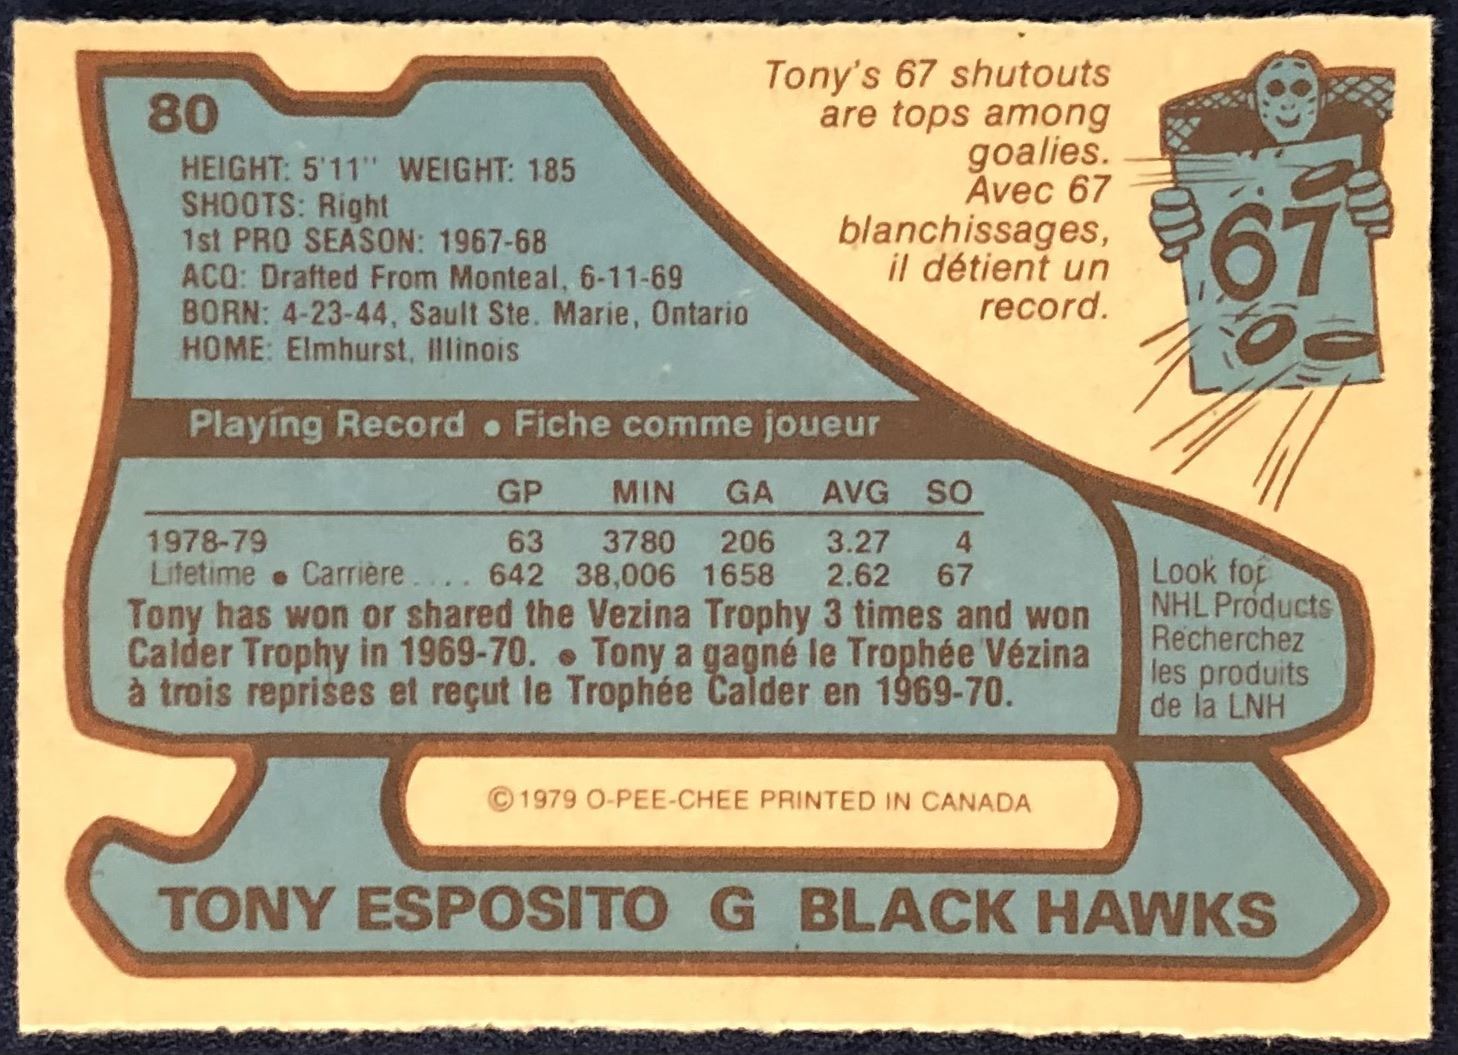 80
HEIGHT: 5'11" WEIGHT: 185
SHOOTS: Right
1st PRO SEASON: 1967-68
ACQ: Drafted From Monteal, 6-11-69
BORN: 4-23-44, Sault Ste. Marie, Ontario
HOME: Elmhurst, Illinois
Tony's 67 shutouts
are tops among
goalies.
Avec 67
blanchissages,
il détient un
record.
67
Playing Record • Fiche comme joueur
GP MIN GA AVG SO
1978-79 63 3780 206 3.27 4
Lifetime • Carrière .... 642 38,006 1658 2.62 67
Tony has won or shared the Vezina Trophy 3 times and won
Calder Trophy in 1969-70. • Tony a gagné le Trophée Vézina
à trois reprises et reçut le Trophée Calder en 1969-70.
Look for
NHL Products
Recherchez
les produits
de la LNH
©1979 O-PEE-CHEE PRINTED IN CANADA
TONY ESPOSITO G BLACK HAWKS